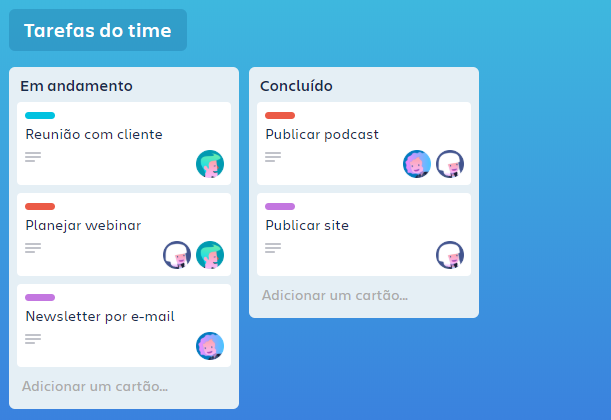 Tarefas do time
Em andamento
Reunião com cliente
Planejar webinar
Newsletter por e-mail
Adicionar um cartão...
Concluído
Publicar podcast
Publicar site
Adicionar um cartão...